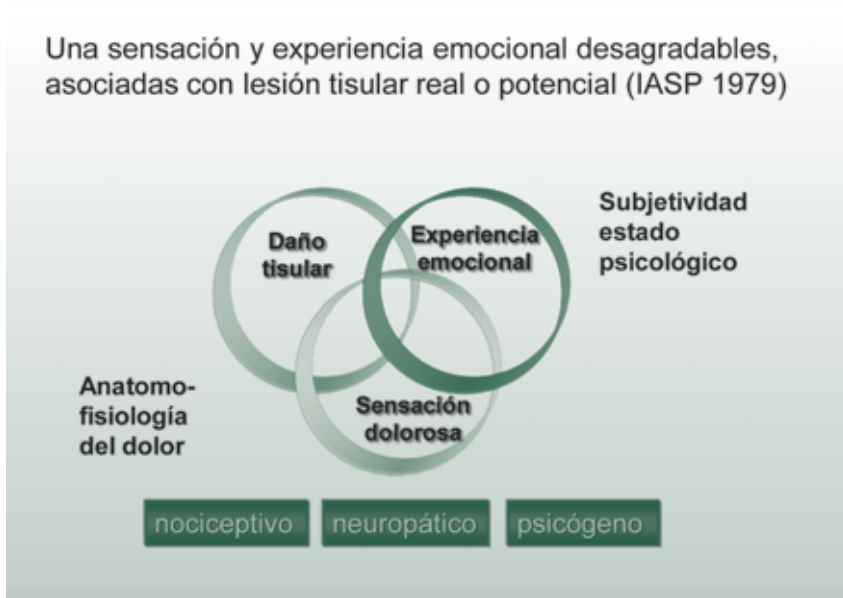 Una sensación y experiencia emocional desagradables,
asociadas con lesión tisular real o potencial (IASP 1979)
Daño
tisular
Experiencia
emocional
Subjetividad
estado
psicológico
Anatomo-
fisiología
del dolor
Sensación
dolorosa
nociceptivo
neuropático
psicógeno